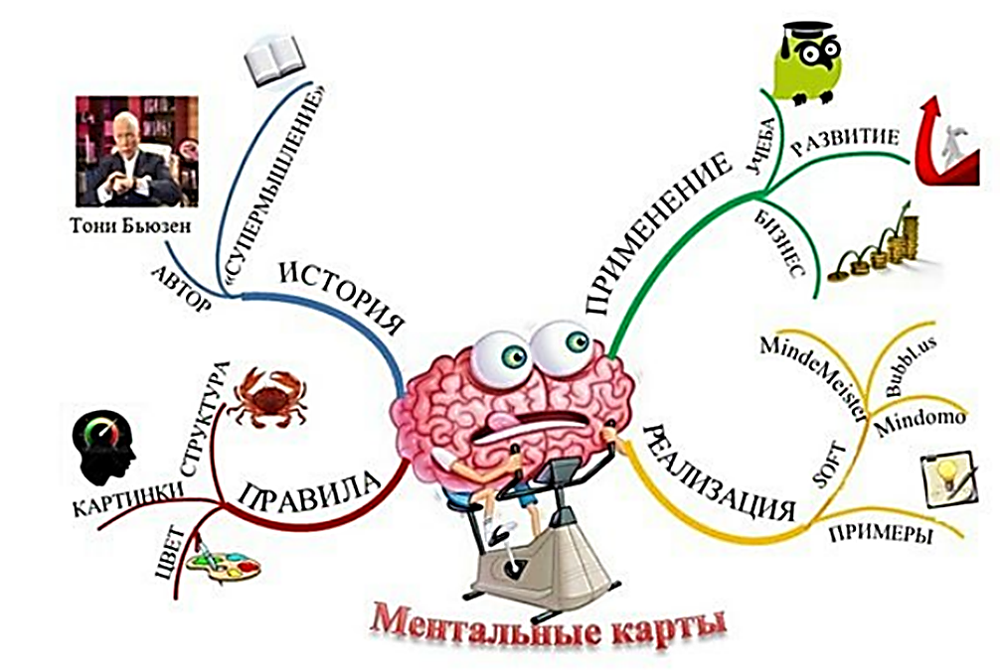 «СУПЕРМЫШЛЕНИЕ»
Тони Бьюзен
АВТОР
ИСТОРИЯ
ПРИМЕНЕНИЕ
УЧЕБА
РАЗВИТИЕ
БИЗНЕС
СТРУКТУРА
КАРТИНКИ
ЦВЕТ
ПРАВИЛА
РЕАЛИЗАЦИЯ
SOFT
MindeMeister
Bubbl.us
Mindomo
ПРИМЕРЫ
Ментальные карты